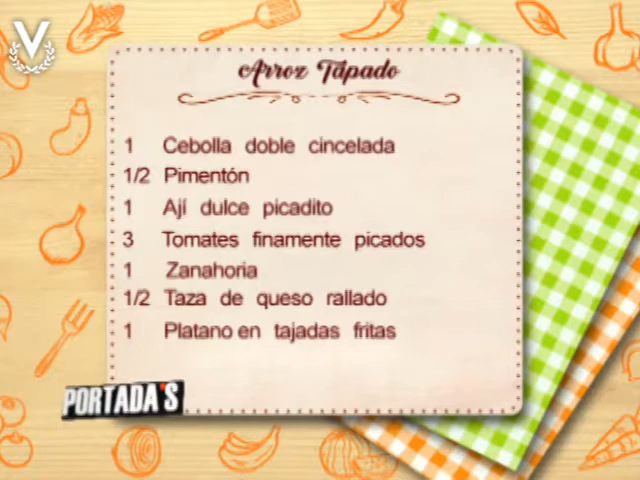 V
Arroz Tapado
1 Cebolla doble cincelada
1/2 Pimentón
1 Ají dulce picadito
3 Tomates finamente picados
1 Zanahoria
1/2 Taza de queso rallado
1 Platano en tajadas fritas
PORTADA'S